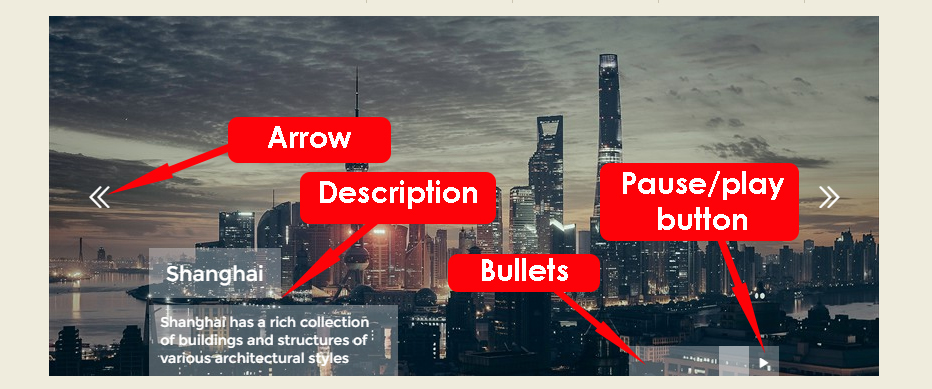 Arrow
Description
Pause/play
button
Bullets
Shanghai
Shanghai has a rich collection
of buildings and structures of
various architectural styles